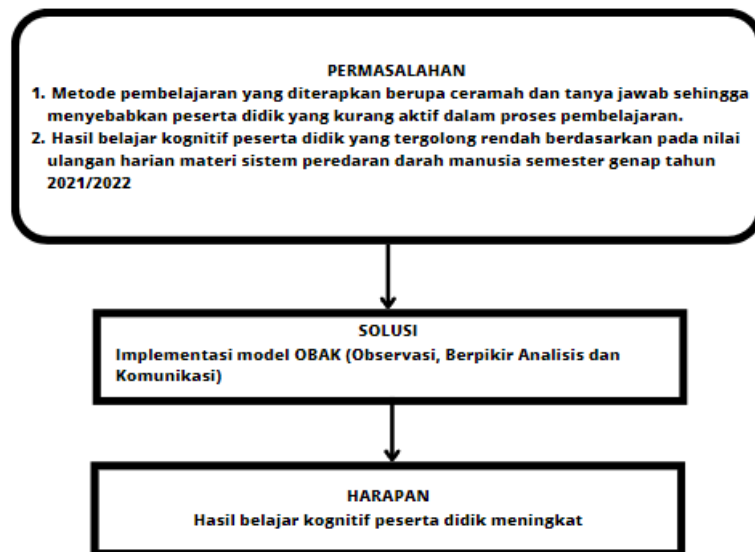 PERMASALAHAN
1. Metode pembelajaran yang diterapkan berupa ceramah dan tanya jawab sehingga
menyebabkan peserta didik yang kurang aktif dalam proses pembelajaran.
2. Hasil belajar kognitif peserta didik yang tergolong rendah berdasarkan pada nilai
ulangan harian materi sistem peredaran darah manusia semester genap tahun
2021/2022
SOLUSI
Implementasi model OBAK (Observasi, Berpikir Analisis dan
Komunikasi)
HARAPAN
Hasil belajar kognitif peserta didik meningkat